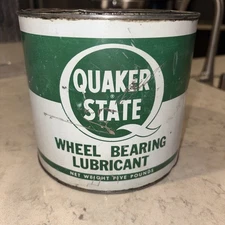 QUAKER
STATE
WHEEL BEARING
LUBRICANT
NET WEIGHT FIVE POUNDS